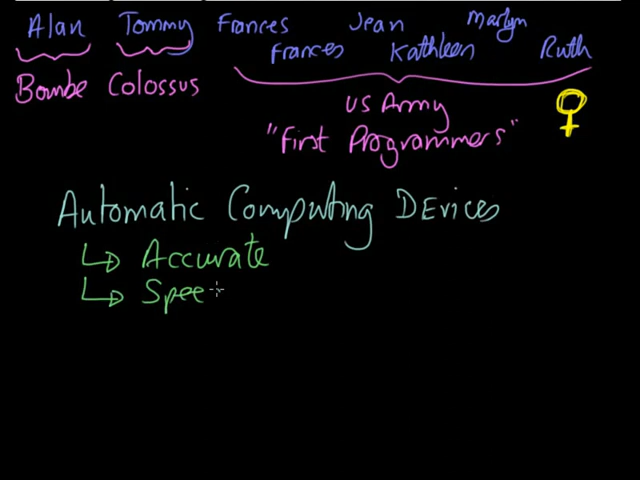 Alan Tommy Frances Jean Marlyn
Frances Kathleen Ruth
Bombe Colossus
US Army
"First Programmers"
Automatic Computing DEvices
↳ Accurate
↳ Spee